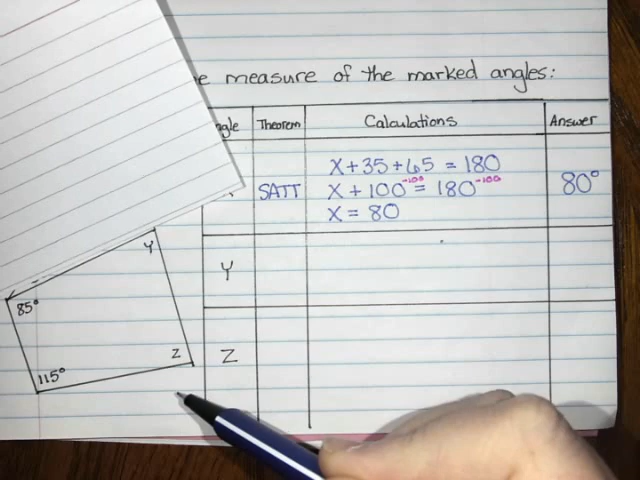 measure of the marked angles:
Theorem Calculations Answer
x + 35 + 65 = 180
SATT x + 100 -100 = 180 -100 80°
x = 80
Y
Y
85°
Z Z
115°